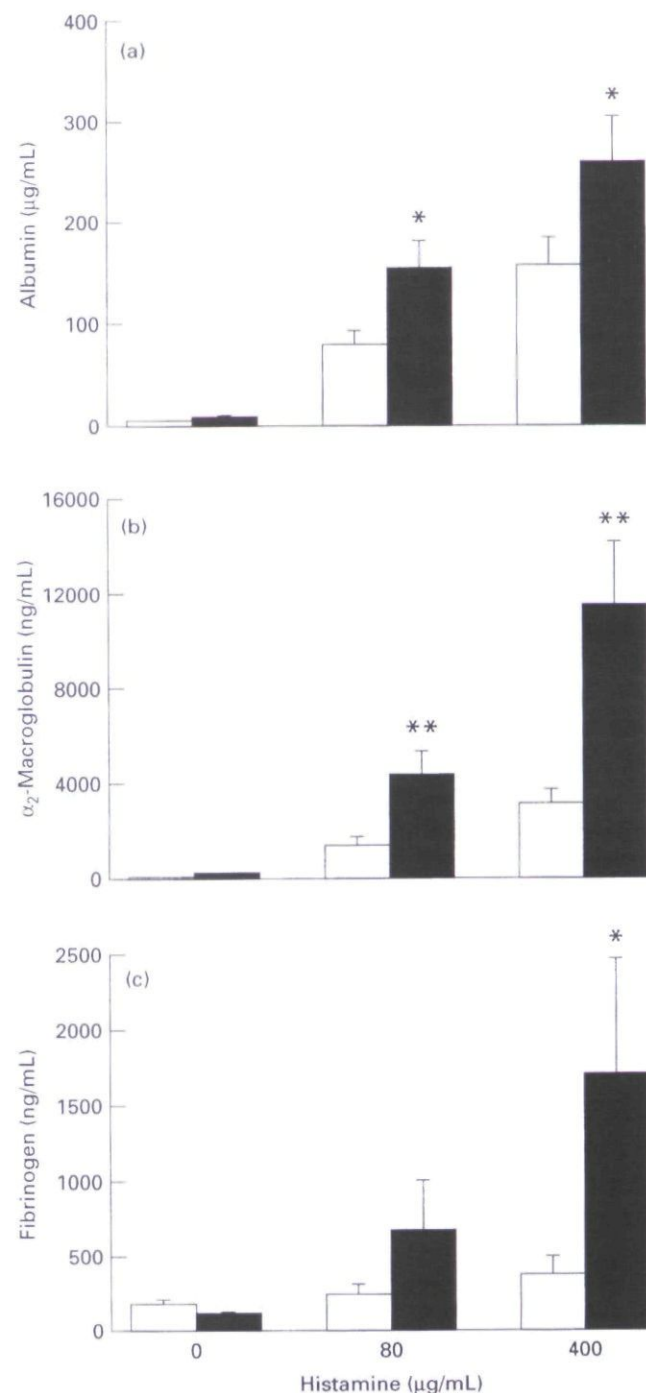 400
(a)
*
300
*
200
100
0
Albumin (µg/mL)
16000
(b)
**
12000
8000
**
4000
0
α₂-Macroglobulin (ng/mL)
*
2500
(c)
2000
1500
1000
500
0
Fibrinogen (ng/mL)
0 80 400
Histamine (µg/mL)